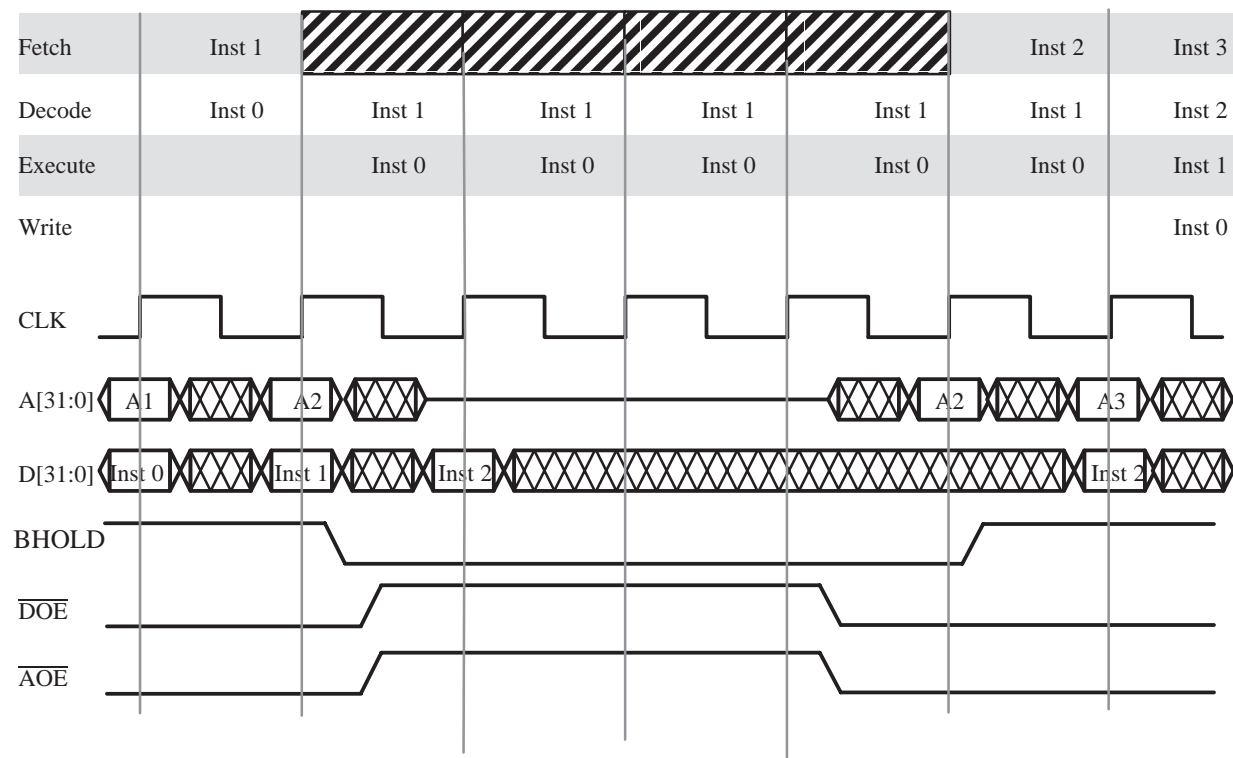 Fetch Inst 1 Inst 2 Inst 3
Decode Inst 0 Inst 1 Inst 1 Inst 1 Inst 1 Inst 1 Inst 2
Execute Inst 0 Inst 0 Inst 0 Inst 0 Inst 0 Inst 1
Write Inst 0
CLK
A[31:0] A1 A2 A2 A3
D[31:0] Inst 0 Inst 1 Inst 2 Inst 2
BHOLD
DOE
AOE